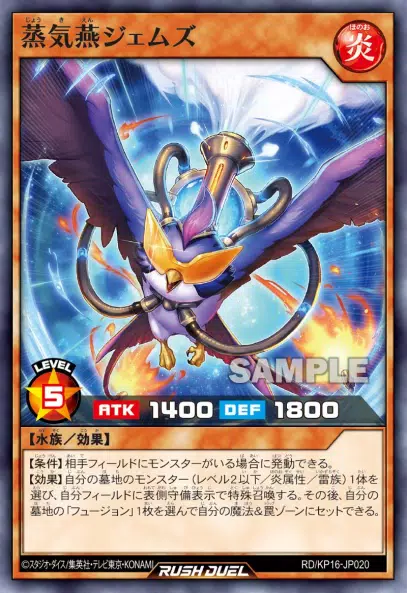 蒸気燕ジェムズ
炎
SAMPLE
LEVEL
5
ATK 1400 DEF 1800
【水族／効果】
【条件】相手フィールドにモンスターがいる場合に発動できる。
【効果】自分の墓地のモンスター（レベル2以下／炎属性／雷族）1体を
選び、自分フィールドに表側守備表示で特殊召喚する。その後、自分の
墓地の「フュージョン」1枚を選んで自分の魔法&罠ゾーンにセットできる。
©スタジオ・ダイス/集英社・テレビ東京・KONAMI
RUSH DUEL
RD/KP16-JP020